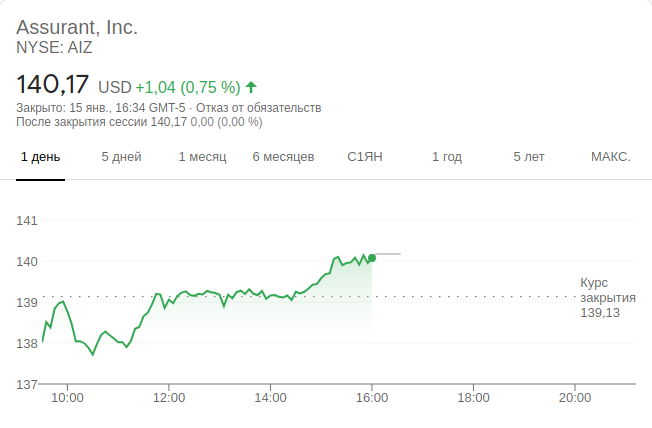 Assurant, Inc.
NYSE: AIZ
140,17 USD +1,04 (0,75 %)
Закрыто: 15 янв., 16:34 GMT-5 · Отказ от обязательств
После закрытия сессии 140,17 0,00 (0,00 %)
1 день 5 дней 1 месяц 6 месяцев С1ЯН 1 год 5 лет МАКС.
141
140
139
138
137
Курс
закрытия
139,13
10:00 12:00 14:00 16:00 18:00 20:00